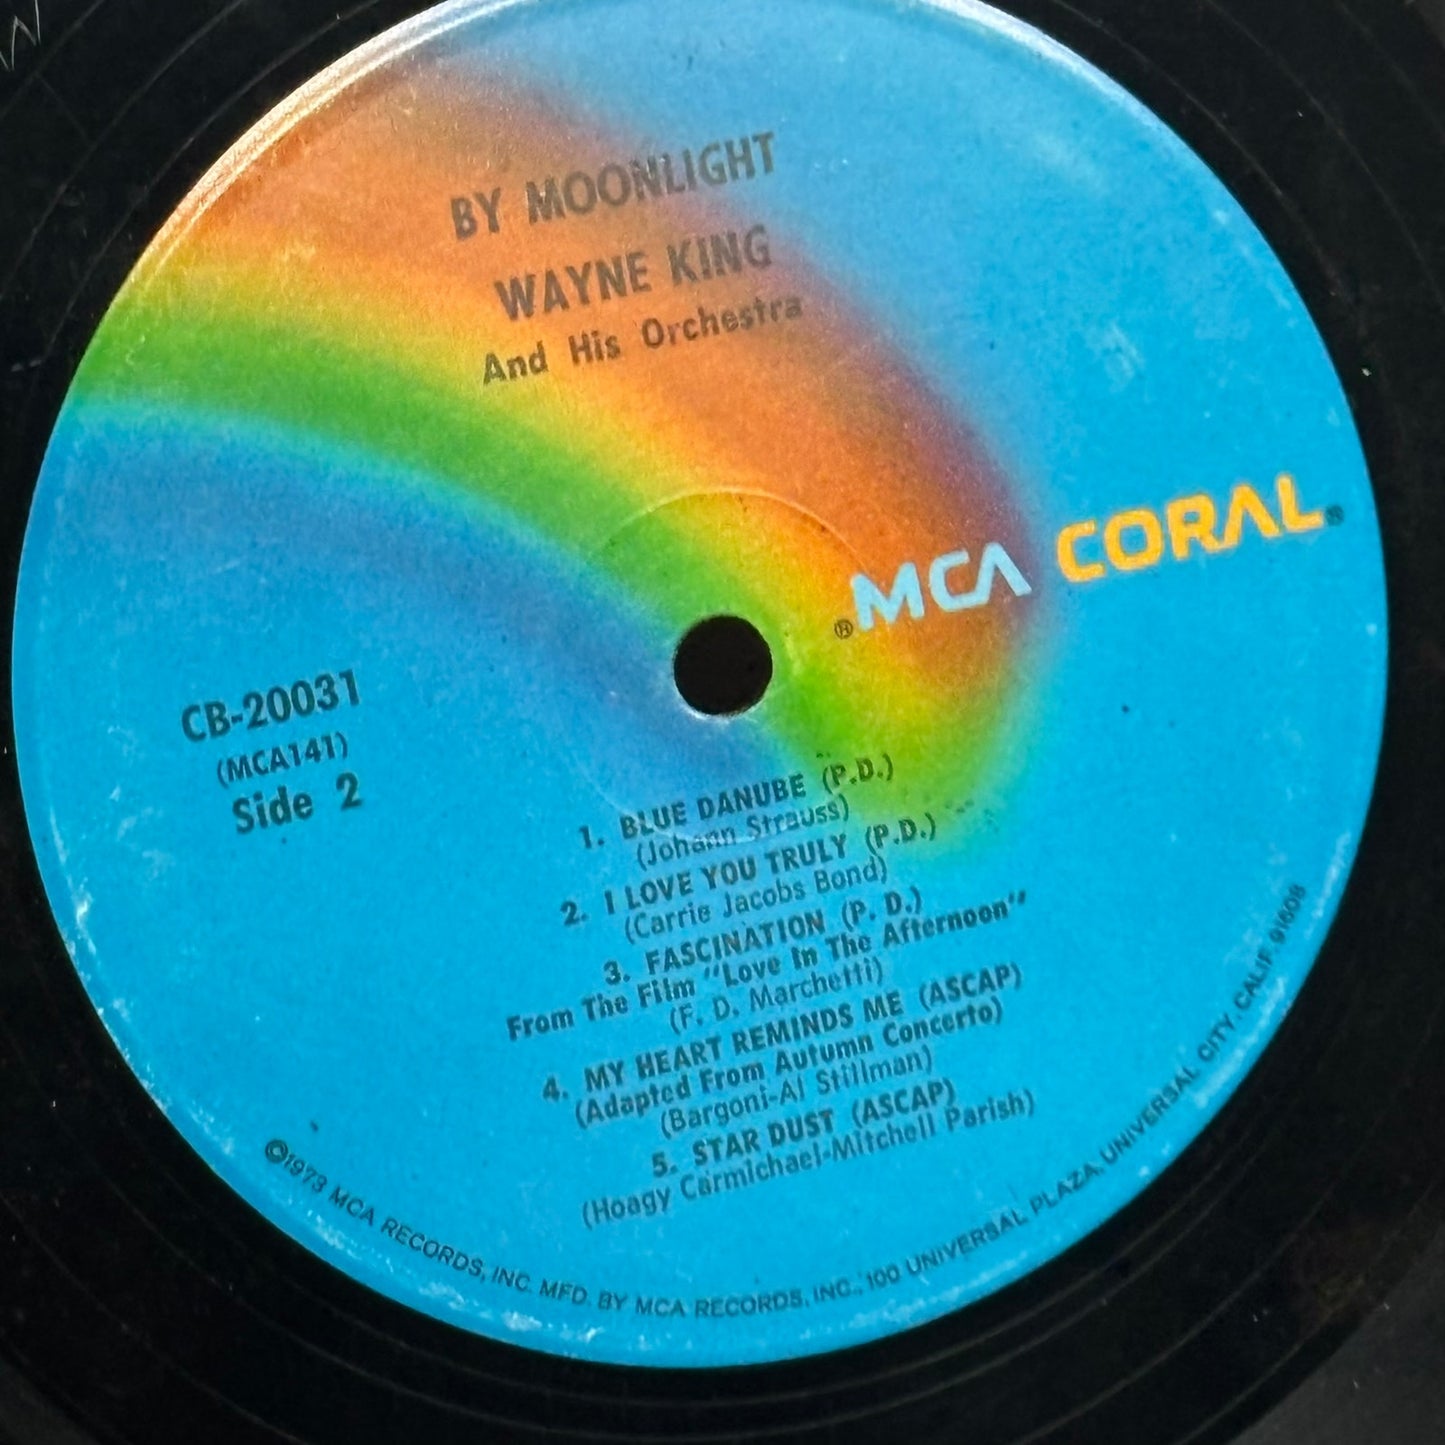 BY MOONLIGHT
WAYNE KING
And His Orchestra
®MCA CORAL®
CB-20031
(MCA141)
Side 2
1. BLUE DANUBE (P.D.)
(Johann Strauss)
2. I LOVE YOU TRULY (P.D.)
(Carrie Jacobs Bond)
3. FASCINATION (P. D.)
From The Film "Love In The Afternoon"
(F. D. Marchetti)
4. MY HEART REMINDS ME (ASCAP)
(Adapted From Autumn Concerto)
(Bargoni-Al Stillman)
5. STAR DUST (ASCAP)
(Hoagy Carmichael-Mitchell Parish)
©1973 MCA RECORDS, INC. MFD. BY MCA RECORDS, INC., 100 UNIVERSAL PLAZA, UNIVERSAL CITY, CALIF. 91608